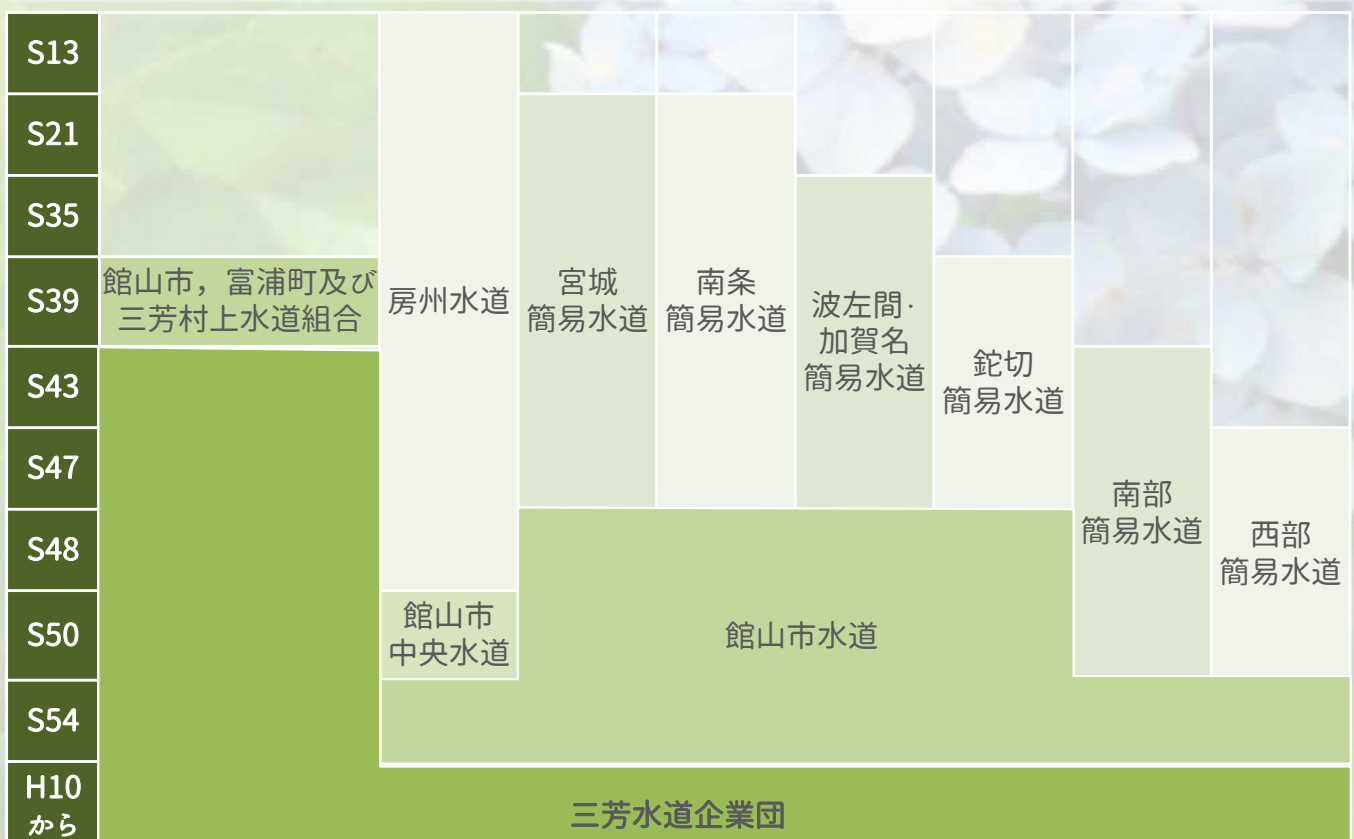 S13
S21
S35
S39
S43
S47
S48
S50
S54
H10
から
館山市，富浦町及び
三芳村上水道組合
房州水道
宮城
簡易水道
南条
簡易水道
波左間·
加賀名
簡易水道
鉈切
簡易水道
南部
簡易水道
西部
簡易水道
館山市
中央水道
館山市水道
三芳水道企業団